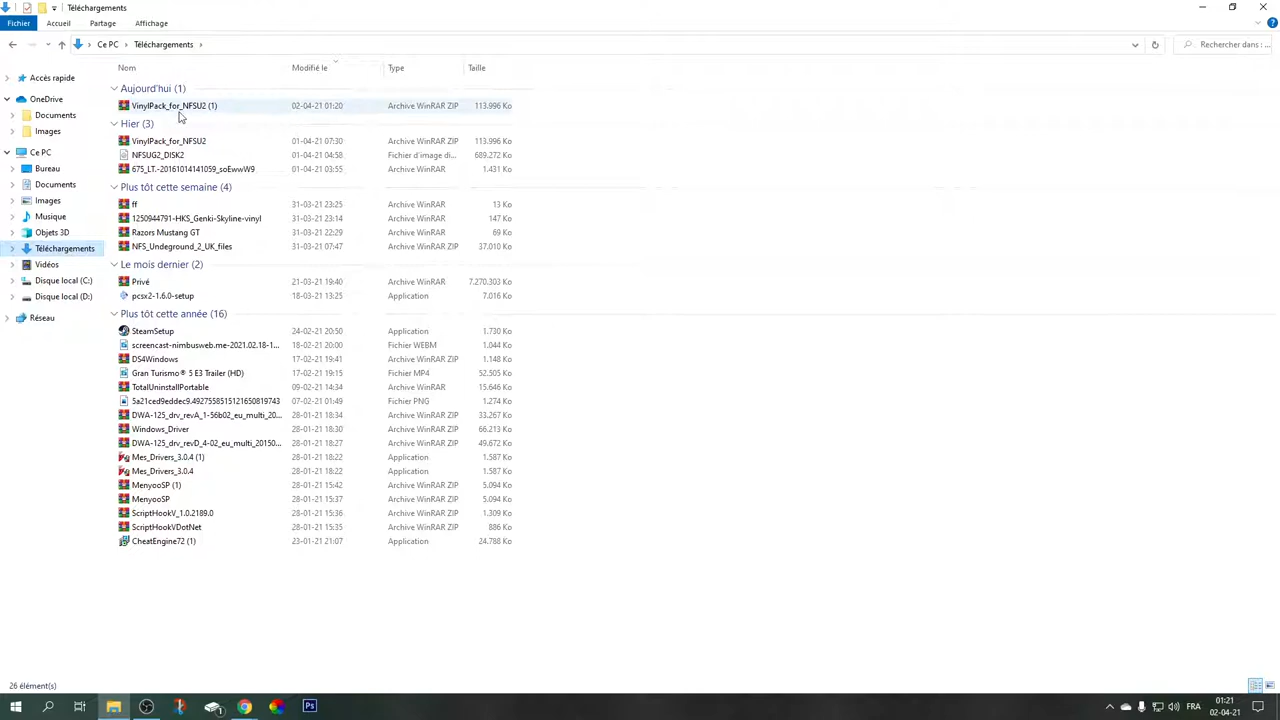 Téléchargements
Fichier Accueil Partage Affichage
Ce PC Téléchargements Rechercher dans : ...
Nom Modifié le Type Taille
Accès rapide
OneDrive
Documents
Images
Ce PC
Bureau
Documents
Images
Musique
Objets 3D
Téléchargements
Vidéos
Disque local (C:)
Disque local (D:)
Réseau
Aujourd'hui (1)
VinylPack_for_NFSU2 (1) 02-04-21 01:20 Archive WinRAR ZIP 113.996 Ko
Hier (3)
VinylPack_for_NFSU2 01-04-21 07:30 Archive WinRAR ZIP 113.996 Ko
NFSUG2_DISK2 01-04-21 04:58 Fichier d'image di... 689.272 Ko
675_LT.-20161014141059_soEwwW9 01-04-21 03:55 Archive WinRAR 1.431 Ko
Plus tôt cette semaine (4)
ff 31-03-21 23:25 Archive WinRAR 13 Ko
1250944791-HKS_Genki-Skyline-vinyl 31-03-21 23:14 Archive WinRAR 147 Ko
Razors Mustang GT 31-03-21 22:29 Archive WinRAR 69 Ko
NFS_Undeground_2_UK_files 31-03-21 07:47 Archive WinRAR ZIP 37.010 Ko
Le mois dernier (2)
Privé 21-03-21 19:40 Archive WinRAR 7.270.303 Ko
pcsx2-1.6.0-setup 18-03-21 13:25 Application 7.016 Ko
Plus tôt cette année (16)
SteamSetup 24-02-21 20:50 Application 1.730 Ko
screencast-nimbusweb.me-2021.02.18-1... 18-02-21 20:00 Fichier WEBM 1.044 Ko
DS4Windows 17-02-21 19:41 Archive WinRAR ZIP 1.148 Ko
Gran Turismo® 5 E3 Trailer (HD) 17-02-21 19:15 Fichier MP4 52.505 Ko
TotalUninstallPortable 09-02-21 14:34 Archive WinRAR ZIP 15.646 Ko
5a21ced9eddec9.4927558515121650819743 07-02-21 01:49 Fichier PNG 1.274 Ko
DWA-125_drv_revA_1-56b02_eu_multi_20... 28-01-21 18:34 Archive WinRAR ZIP 33.267 Ko
Windows_Driver 28-01-21 18:30 Archive WinRAR ZIP 66.213 Ko
DWA-125_drv_revD_4-02_eu_multi_20150... 28-01-21 18:27 Archive WinRAR ZIP 49.672 Ko
Mes_Drivers_3.0.4 (1) 28-01-21 18:22 Application 1.587 Ko
Mes_Drivers_3.0.4 28-01-21 18:22 Application 1.587 Ko
MenyooSP (1) 28-01-21 15:42 Archive WinRAR ZIP 5.094 Ko
MenyooSP 28-01-21 15:37 Archive WinRAR ZIP 5.094 Ko
ScriptHookV_1.0.2189.0 28-01-21 15:36 Archive WinRAR ZIP 1.309 Ko
ScriptHookVDotNet 28-01-21 15:35 Archive WinRAR ZIP 886 Ko
CheatEngine72 (1) 23-01-21 21:07 Application 24.788 Ko
26 élément(s)
Ps FRA 01:21
02-04-21